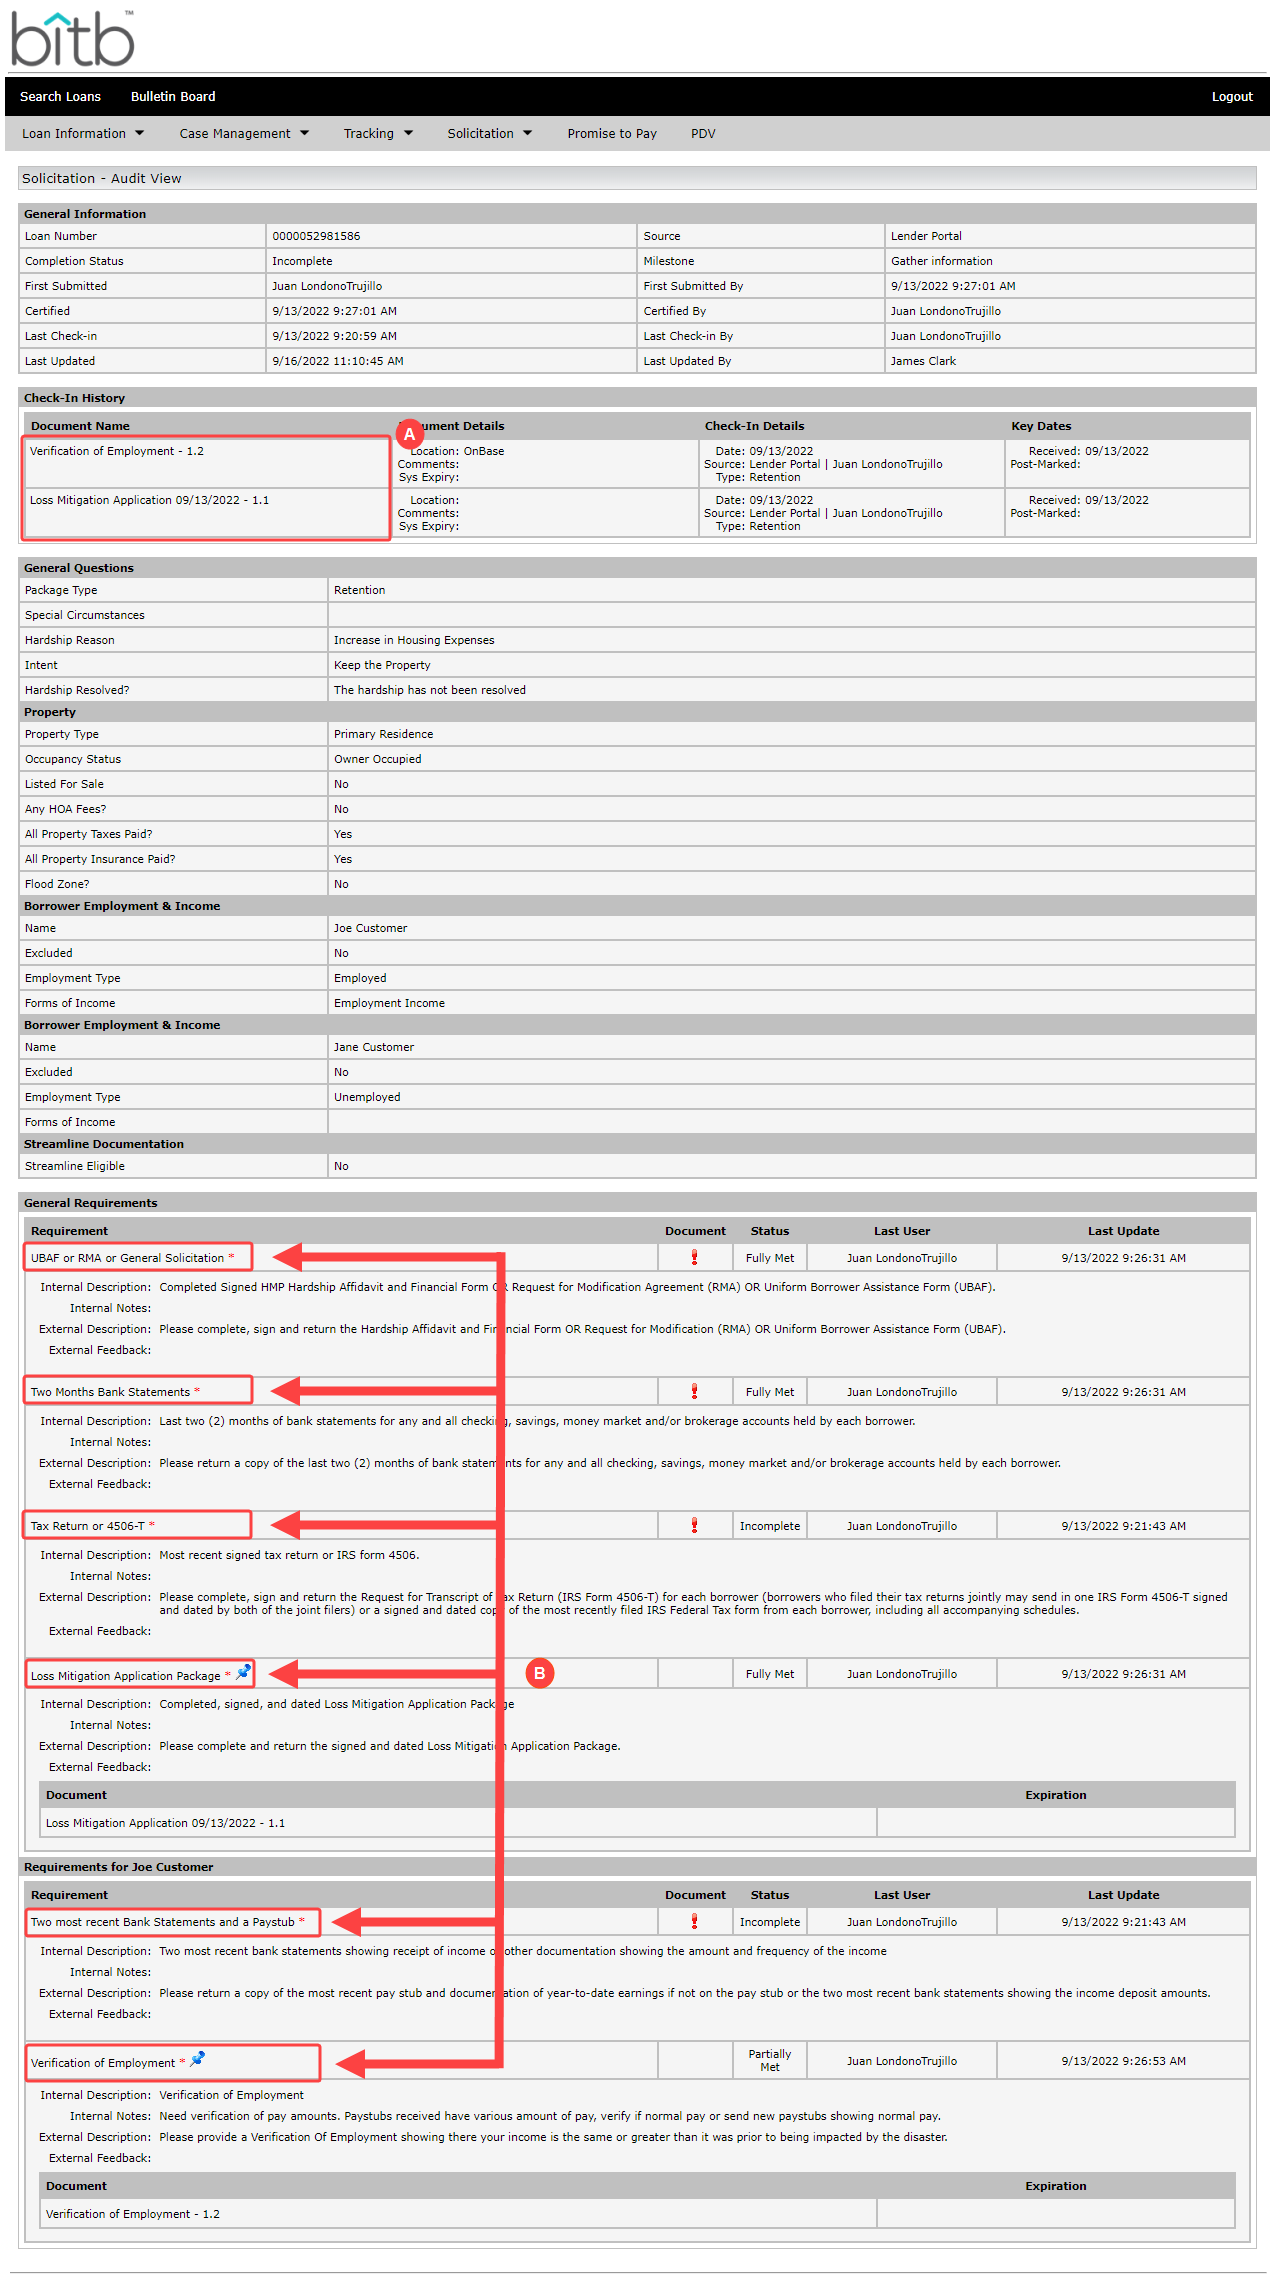 bitb™
Search Loans Bulletin Board Logout
Loan Information Case Management Tracking Solicitation Promise to Pay PDV
Solicitation - Audit View
General Information
Loan Number 0000052981586 Source Lender Portal
Completion Status Incomplete Milestone Gather information
First Submitted Juan LondonoTrujillo First Submitted By 9/13/2022 9:27:01 AM
Certified 9/13/2022 9:27:01 AM Certified By Juan LondonoTrujillo
Last Check-in 9/13/2022 9:20:59 AM Last Check-in By Juan LondonoTrujillo
Last Updated 9/16/2022 11:10:45 AM Last Updated By James Clark
Check-In History
Document Name A ument Details Check-In Details Key Dates
Verification of Employment - 1.2 Location: OnBase Date: 09/13/2022 Received: 09/13/2022
Comments: Source: Lender Portal | Juan LondonoTrujillo Post-Marked:
Sys Expiry: Type: Retention
Loss Mitigation Application 09/13/2022 - 1.1 Location: Date: 09/13/2022 Received: 09/13/2022
Comments: Source: Lender Portal | Juan LondonoTrujillo Post-Marked:
Sys Expiry: Type: Retention
General Questions
Package Type Retention
Special Circumstances
Hardship Reason Increase in Housing Expenses
Intent Keep the Property
Hardship Resolved? The hardship has not been resolved
Property
Property Type Primary Residence
Occupancy Status Owner Occupied
Listed For Sale No
Any HOA Fees? No
All Property Taxes Paid? Yes
All Property Insurance Paid? Yes
Flood Zone? No
Borrower Employment & Income
Name Joe Customer
Excluded No
Employment Type Employed
Forms of Income Employment Income
Borrower Employment & Income
Name Jane Customer
Excluded No
Employment Type Unemployed
Forms of Income
Streamline Documentation
Streamline Eligible No
General Requirements
Requirement Document Status Last User Last Update
UBAF or RMA or General Solicitation * Fully Met Juan LondonoTrujillo 9/13/2022 9:26:31 AM
Internal Description: Completed Signed HMP Hardship Affidavit and Financial Form OR Request for Modification Agreement (RMA) OR Uniform Borrower Assistance Form (UBAF).
Internal Notes:
External Description: Please complete, sign and return the Hardship Affidavit and Financial Form OR Request for Modification (RMA) OR Uniform Borrower Assistance Form (UBAF).
External Feedback:
Two Months Bank Statements * Fully Met Juan LondonoTrujillo 9/13/2022 9:26:31 AM
Internal Description: Last two (2) months of bank statements for any and all checking, savings, money market and/or brokerage accounts held by each borrower.
Internal Notes:
External Description: Please return a copy of the last two (2) months of bank statements for any and all checking, savings, money market and/or brokerage accounts held by each borrower.
External Feedback:
Tax Return or 4506-T * Incomplete Juan LondonoTrujillo 9/13/2022 9:21:43 AM
Internal Description: Most recent signed tax return or IRS form 4506.
Internal Notes:
External Description: Please complete, sign and return the Request for Transcript of Tax Return (IRS Form 4506-T) for each borrower (borrowers who filed their tax returns jointly may send in one IRS Form 4506-T signed
and dated by both of the joint filers) or a signed and dated copy of the most recently filed IRS Federal Tax form from each borrower, including all accompanying schedules.
External Feedback:
Loss Mitigation Application Package * B Fully Met Juan LondonoTrujillo 9/13/2022 9:26:31 AM
Internal Description: Completed, signed, and dated Loss Mitigation Application Package
Internal Notes:
External Description: Please complete and return the signed and dated Loss Mitigation Application Package.
External Feedback:
Document Expiration
Loss Mitigation Application 09/13/2022 - 1.1
Requirements for Joe Customer
Requirement Document Status Last User Last Update
Two most recent Bank Statements and a Paystub * Incomplete Juan LondonoTrujillo 9/13/2022 9:21:43 AM
Internal Description: Two most recent bank statements showing receipt of income or other documentation showing the amount and frequency of the income
Internal Notes:
External Description: Please return a copy of the most recent pay stub and documentation of year-to-date earnings if not on the pay stub or the two most recent bank statements showing the income deposit amounts.
External Feedback:
Verification of Employment * Partially Met Juan LondonoTrujillo 9/13/2022 9:26:53 AM
Internal Description: Verification of Employment
Internal Notes: Need verification of pay amounts. Paystubs received have various amount of pay, verify if normal pay or send new paystubs showing normal pay.
External Description: Please provide a Verification Of Employment showing there your income is the same or greater than it was prior to being impacted by the disaster.
External Feedback:
Document Expiration
Verification of Employment - 1.2